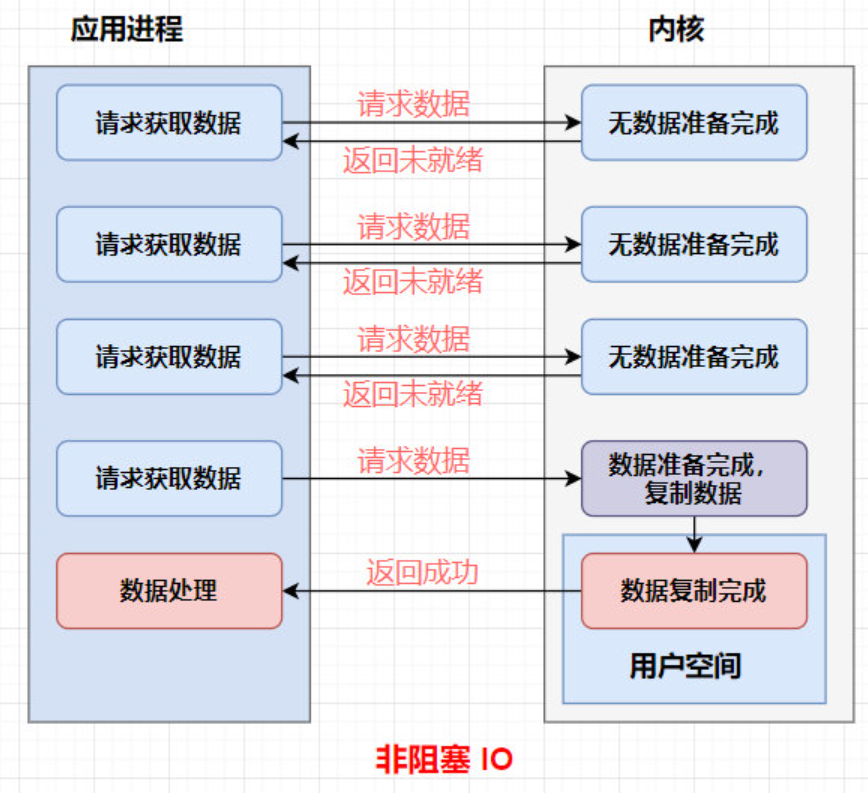 应用进程
内核
请求获取数据
请求数据
无数据准备完成
返回未就绪
请求获取数据
请求数据
无数据准备完成
返回未就绪
请求获取数据
请求数据
无数据准备完成
返回未就绪
请求获取数据
请求数据
数据准备完成，
复制数据
数据处理
返回成功
数据复制完成
用户空间
非阻塞 IO